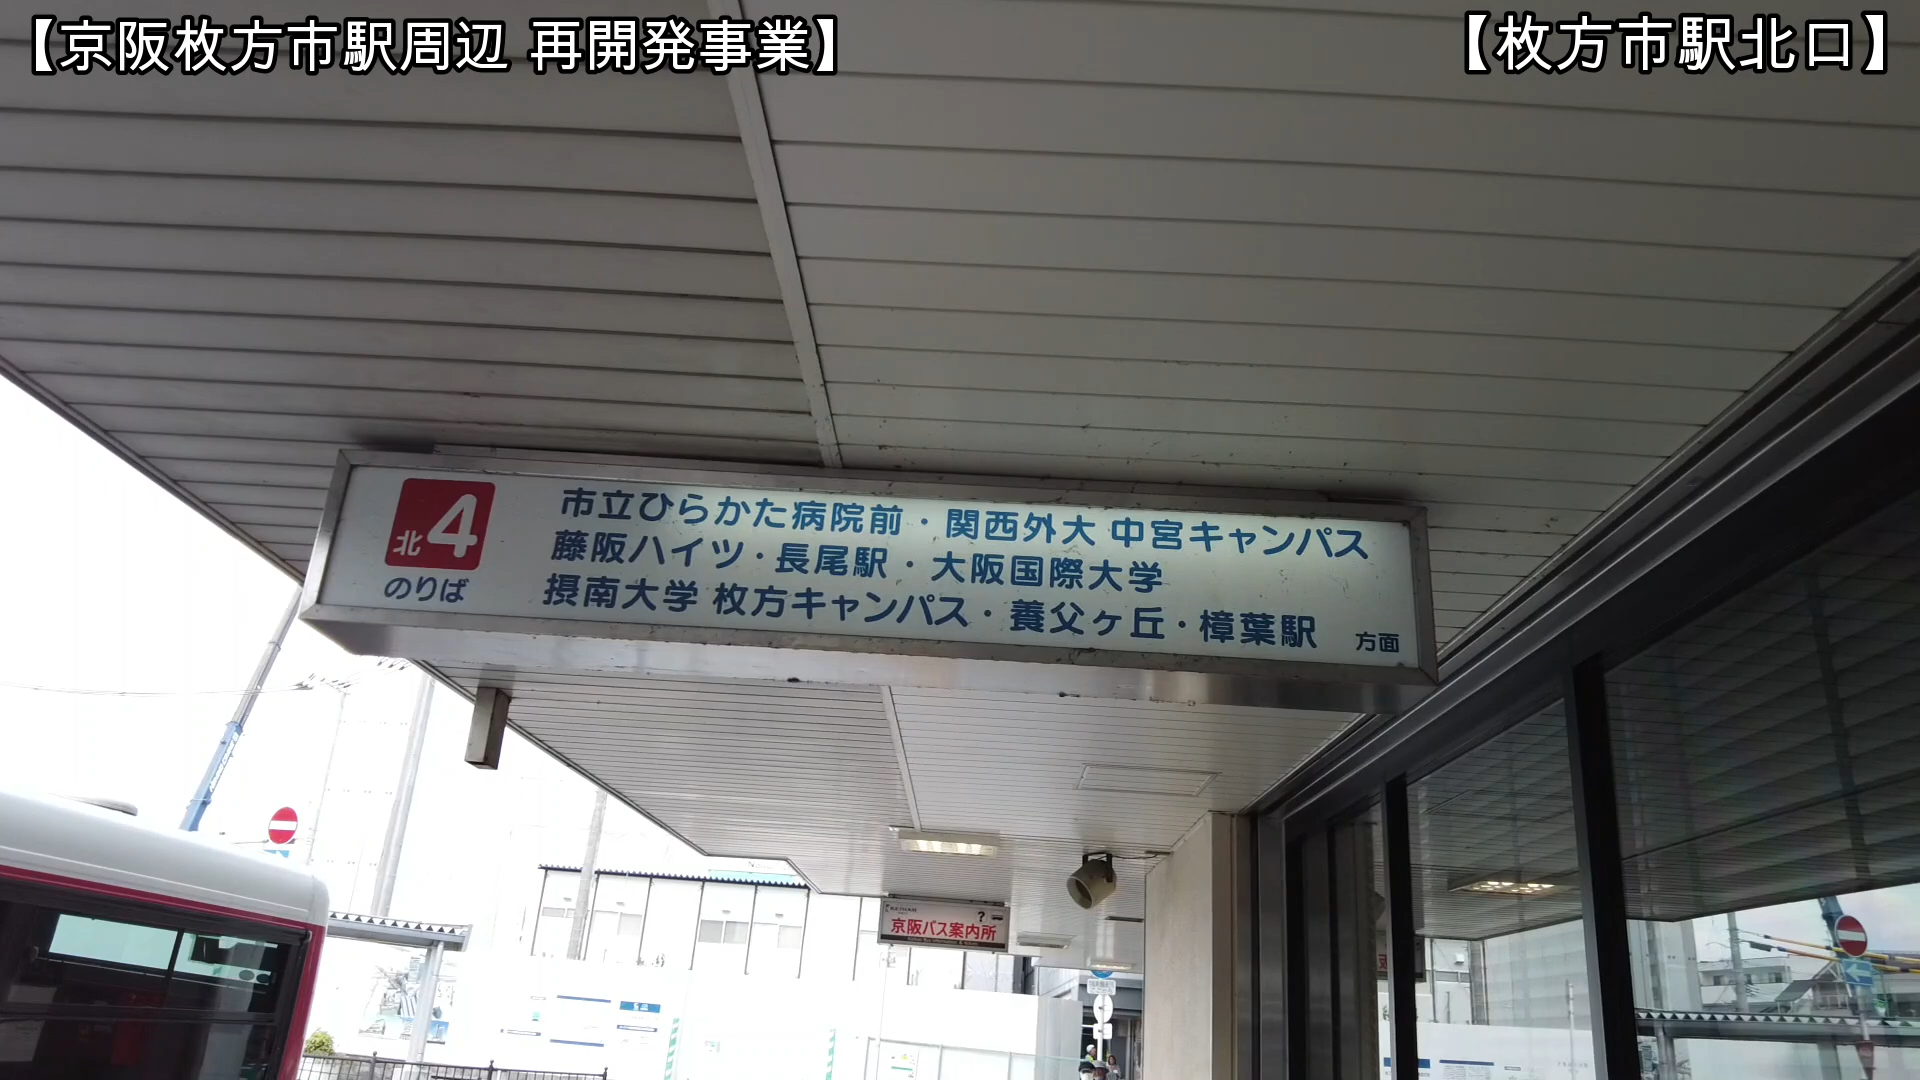 【京阪枚方市駅周辺 再開発事業】
【枚方市駅北口】
北4
のりば
市立ひらかた病院前・関西外大 中宮キャンパス
藤阪ハイツ・長尾駅・大阪国際大学
摂南大学 枚方キャンパス・養父ヶ丘・樟葉駅 方面
?
京阪バス案内所